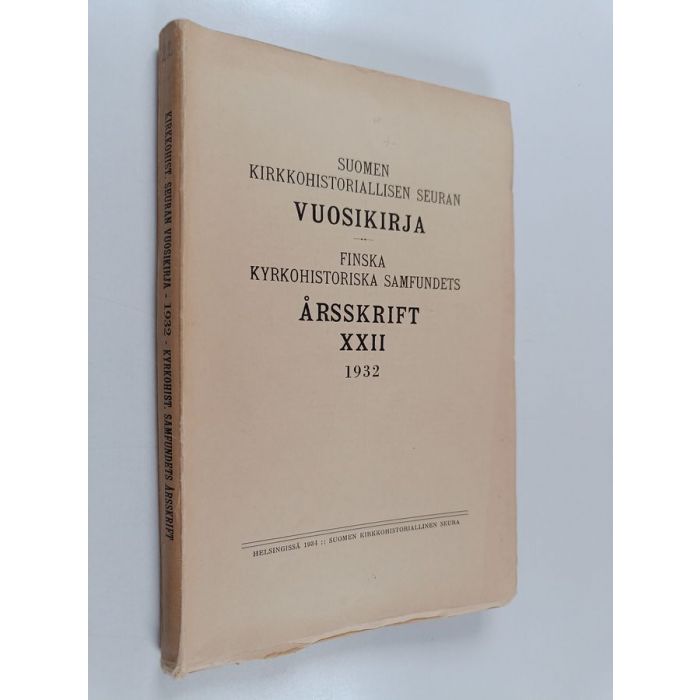 SUOMEN
KIRKKOHISTORIALLISEN SEURAN
VUOSIKIRJA
FINSKA
KYRKOHISTORISKA SAMFUNDETS
ÅRSSKRIFT
XXII
1932
HELSINGISSÄ 1934 :: SUOMEN KIRKKOHISTORIALLINEN SEURA
KIRKKOHIST. SEURAN VUOSIKIRJA - 1932 - KYRKOHIST. SAMFUNDETS ÅRSSKRIFT